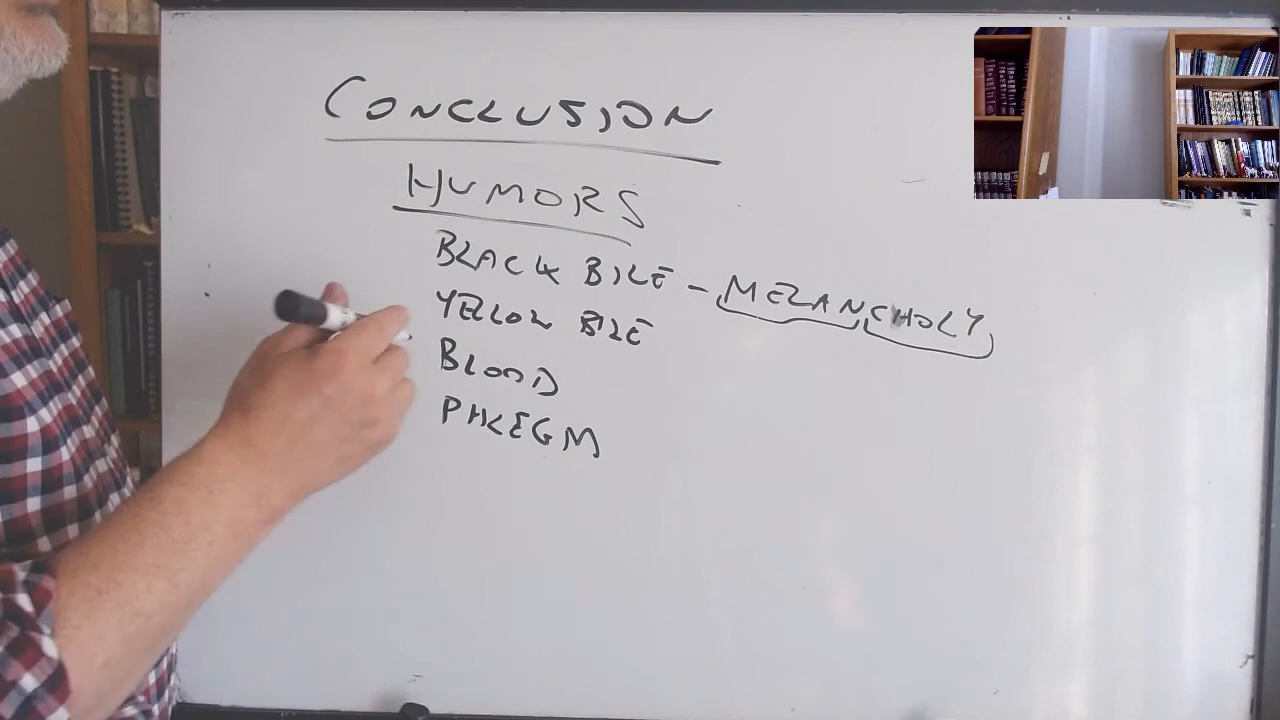 CONCLUSION
HUMORS
BLACK BILE - MELANCHOLY
YELLOW BILE
BLOOD
PHLEGM